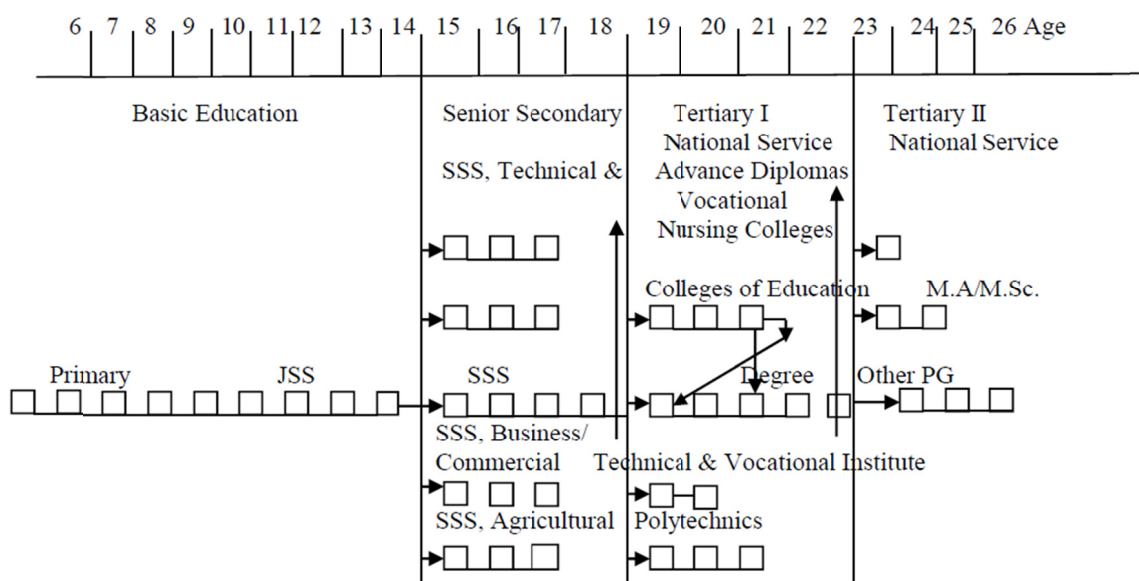 6 7 8 9 10 11 12 13 14 15 16 17 18 19 20 21 22 23 24 25 26 Age
Basic Education
Senior Secondary
Tertiary I
Tertiary II
National Service
National Service
SSS, Technical &
Advance Diplomas
Vocational
Nursing Colleges
Colleges of Education
M.A/M.Sc.
Primary
JSS
SSS
Degree
Other PG
SSS, Business/
Commercial
Technical & Vocational Institute
SSS, Agricultural
Polytechnics